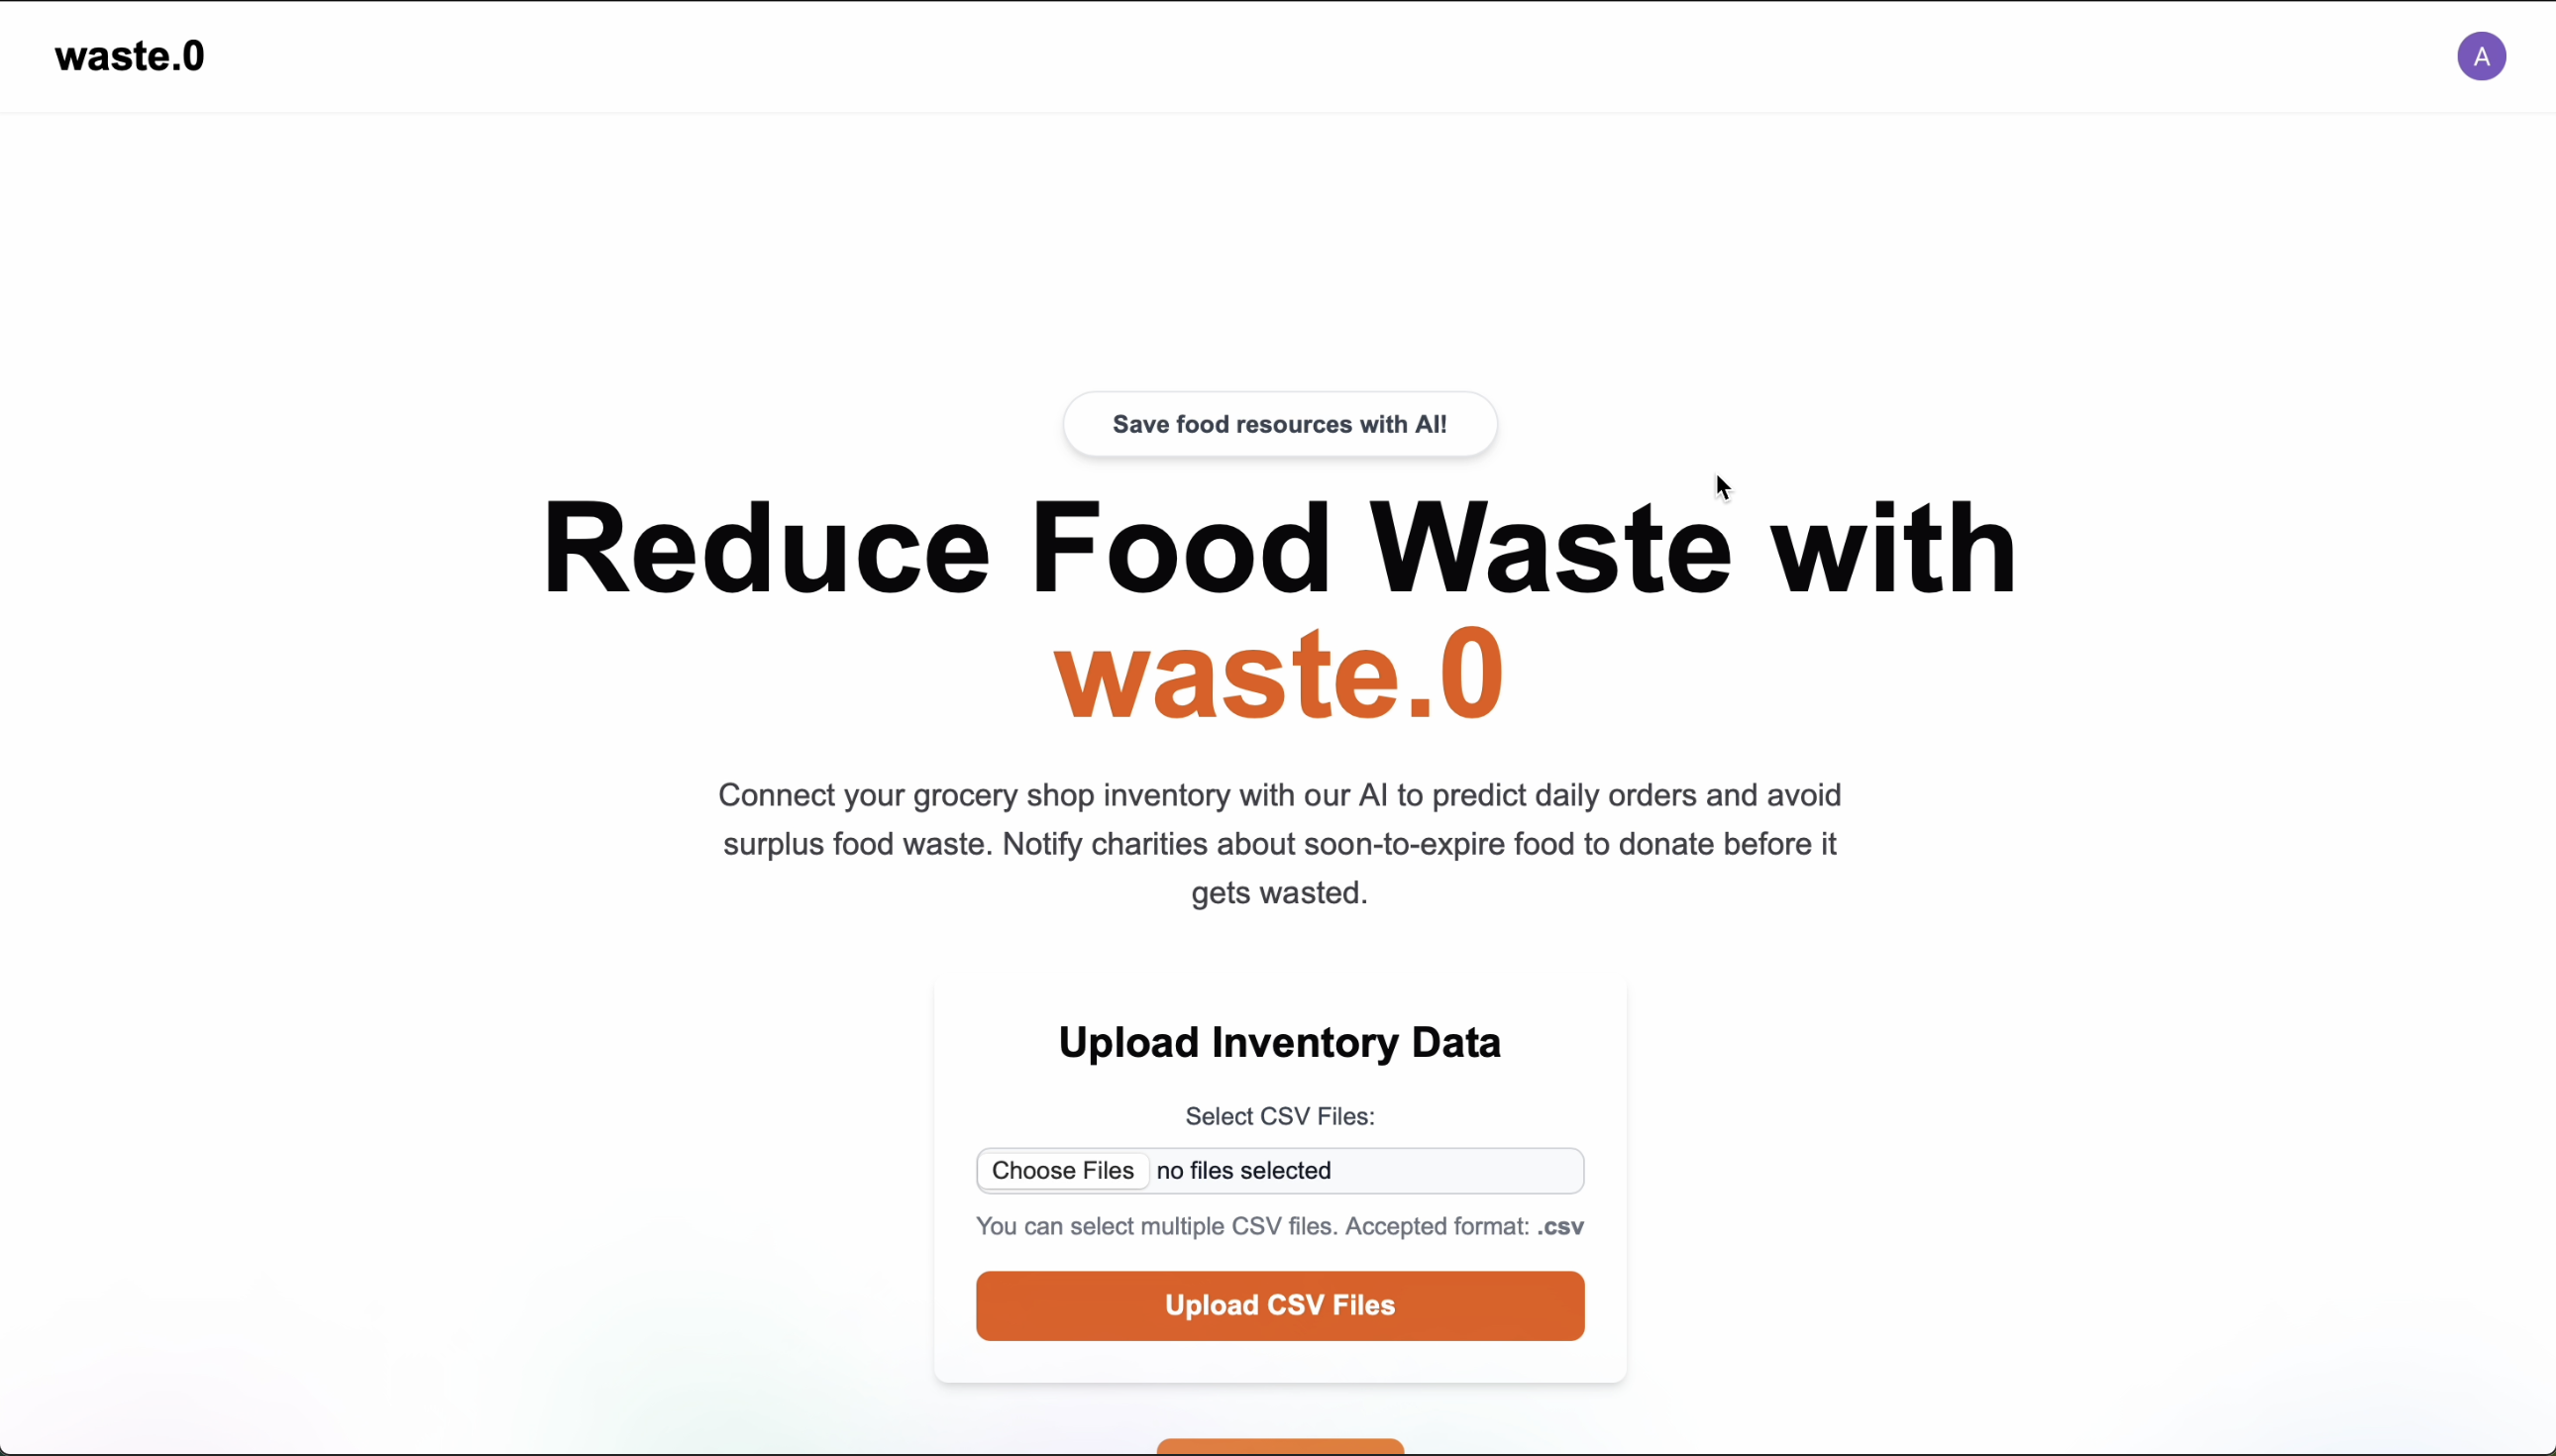 waste.0
A
Save food resources with AI!
Reduce Food Waste with
waste.0
Connect your grocery shop inventory with our AI to predict daily orders and avoid
surplus food waste. Notify charities about soon-to-expire food to donate before it
gets wasted.
Upload Inventory Data
Select CSV Files:
Choose Files no files selected
You can select multiple CSV files. Accepted format: .csv
Upload CSV Files